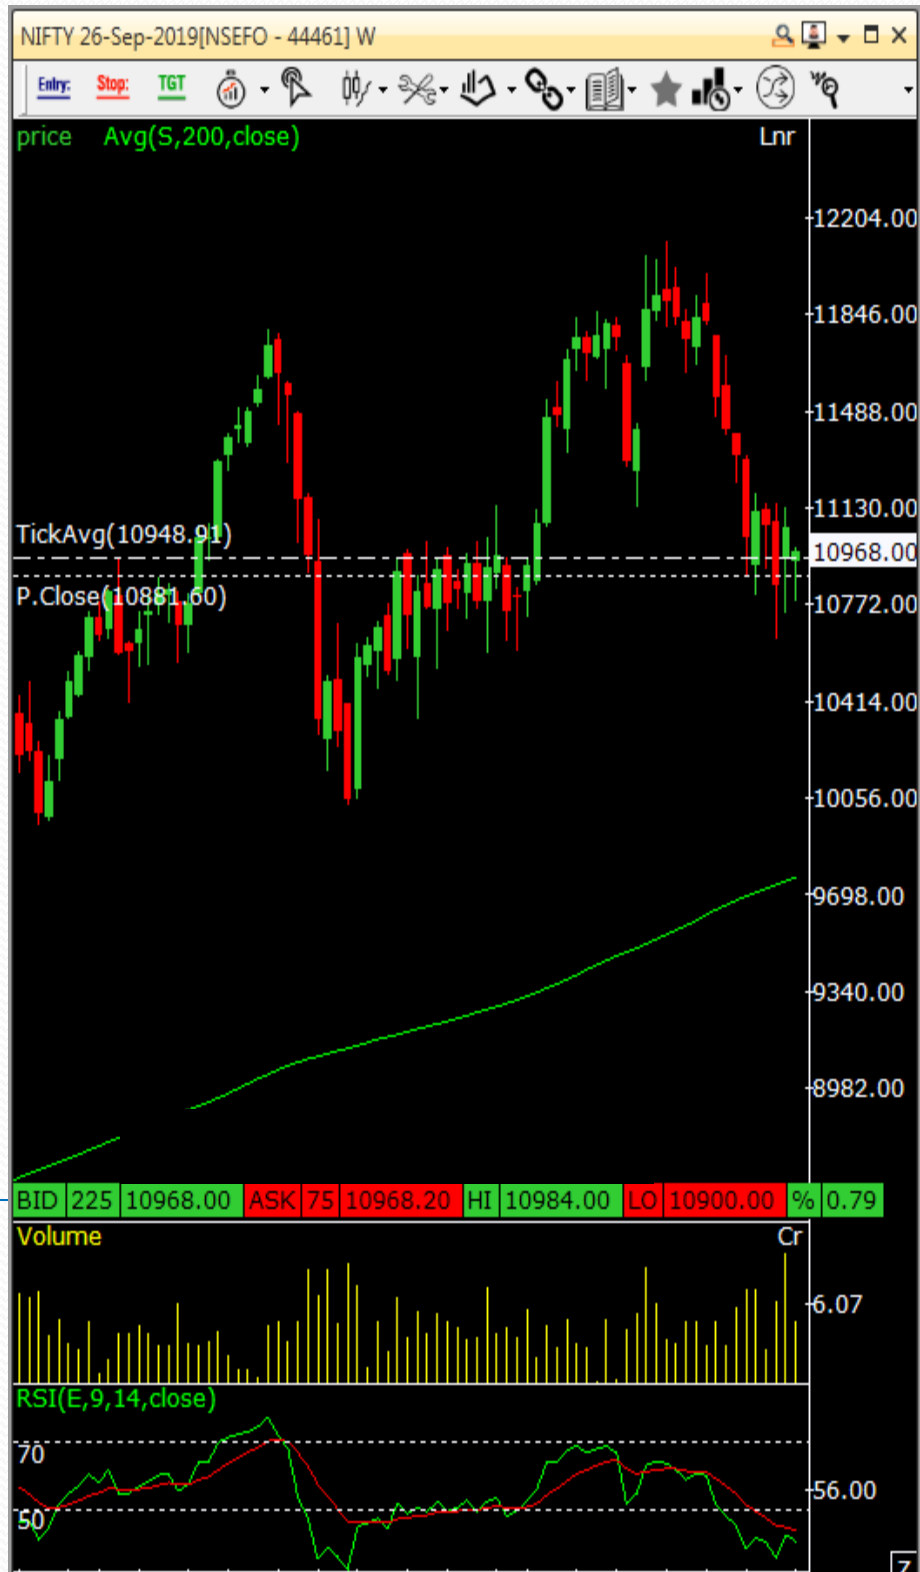 NIFTY 26-Sep-2019[NSEFO - 44461] W
Entry: Stop: TGT
price Avg(S,200,close) Lnr
12204.00
11846.00
11488.00
11130.00
TickAvg(10948.91)
10968.00
P.Close(10881.60)
10772.00
10414.00
10056.00
9698.00
9340.00
8982.00
BID 225 10968.00 ASK 75 10968.20 HI 10984.00 LO 10900.00 % 0.79
Volume Cr
6.07
RSI(E,9,14,close)
70
56.00
50
Z